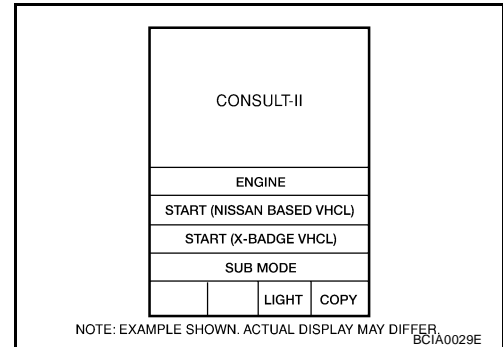 CONSULT-II
ENGINE
START (NISSAN BASED VHCL)
START (X-BADGE VHCL)
SUB MODE
LIGHT COPY
NOTE: EXAMPLE SHOWN. ACTUAL DISPLAY MAY DIFFER.
BCIA0029E